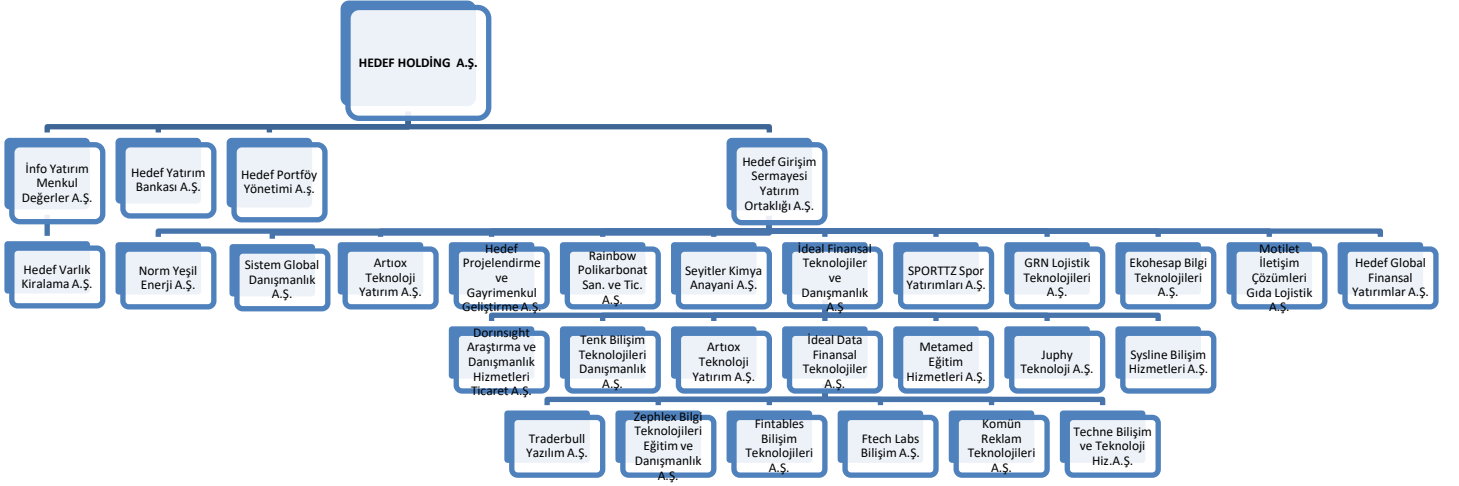 HEDEF HOLDİNG A.Ş.
İnfo Yatırım
Menkul
Değerler A.Ş.
Hedef Yatırım
Bankası A.Ş.
Hedef Portföy
Yönetimi A.ş.
Hedef Girişim
Sermayesi
Yatırım
Ortaklığı A.Ş.
Hedef Varlık
Kiralama A.Ş.
Norm Yeşil
Enerji A.Ş.
Sistem Global
Danışmanlık
A.Ş.
Artıox
Teknoloji
Yatırım A.Ş.
Hedef
Projelendirme
ve
Gayrimenkul
Geliştirme A.Ş.
Rainbow
Polikarbonat
San. ve Tic.
A.Ş.
Seyitler Kimya
Anayani A.Ş.
İdeal Finansal
Teknolojiler
ve
Danışmanlık
A.Ş
SPORTTZ Spor
Yatırımları A.Ş.
GRN Lojistik
Teknolojileri
A.Ş.
Ekohesap Bilgi
Teknolojileri
A.Ş.
Motilet
İletişim
Çözümleri
Gıda Lojistik
A.Ş.
Hedef Global
Finansal
Yatırımlar A.Ş.
Dorınsıght
Araştırma ve
Danışmanlık
Hizmetleri
Ticaret A.Ş.
Tenk Bilişim
Teknolojileri
Danışmanlık
A.Ş.
Artıox
Teknoloji
Yatırım A.Ş.
İdeal Data
Finansal
Teknolojiler
A.Ş.
Metamed
Eğitim
Hizmetleri A.Ş.
Juphy
Teknoloji A.Ş.
Sysline Bilişim
Hizmetleri A.Ş.
Traderbull
Yazılım A.Ş.
Zephlex Bilgi
Teknolojileri
Eğitim ve
Danışmanlık
A.Ş.
Fintables
Bilişim
Teknolojileri
A.Ş.
Ftech Labs
Bilişim A.Ş.
Komün
Reklam
Teknolojileri
A.Ş.
Techne Bilişim
ve Teknoloji
Hiz.A.Ş.